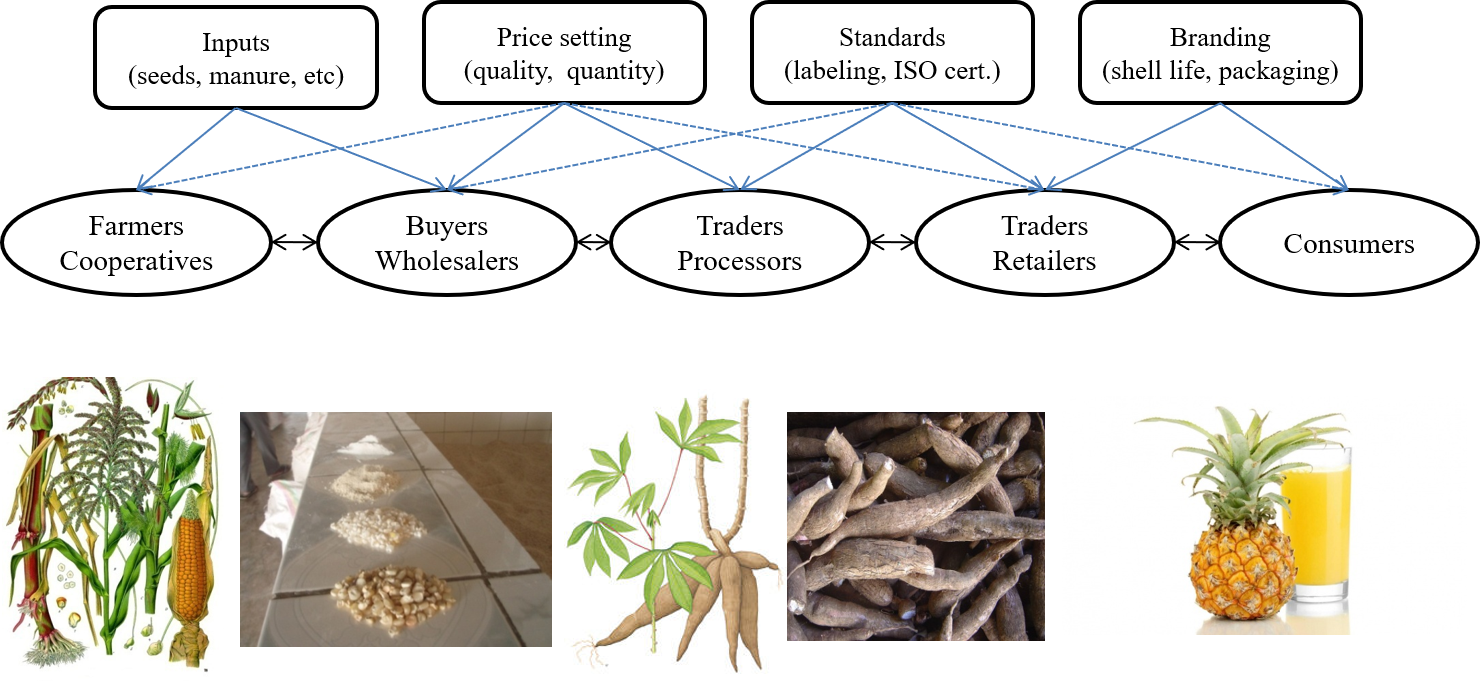 Inputs
(seeds, manure, etc)
Price setting
(quality,  quantity)
Standards
(labeling, ISO cert.)
Branding
(shell life, packaging)
Farmers
Cooperatives
Buyers
Wholesalers
Traders
Processors
Traders
Retailers
Consumers